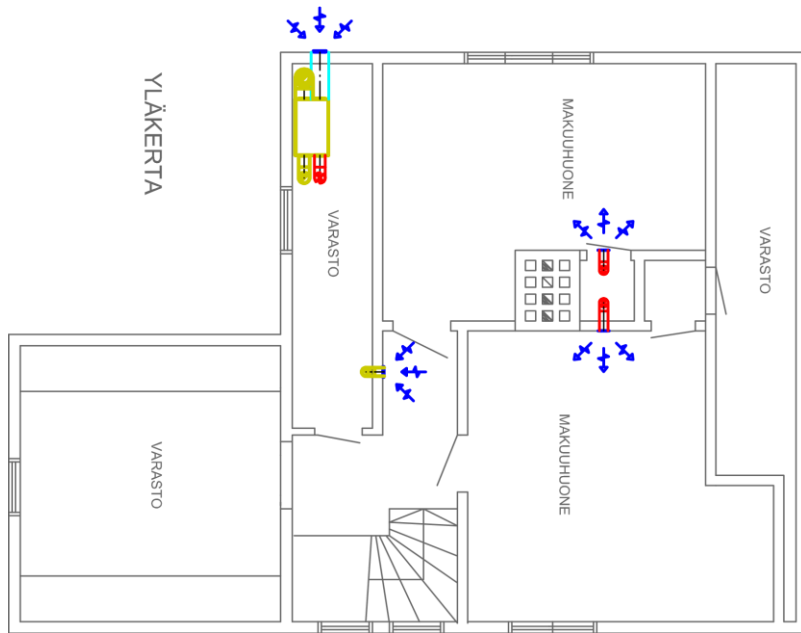 YLÄKERTA
VARASTO
MAKUUHUONE
VARASTO
VARASTO
MAKUUHUONE